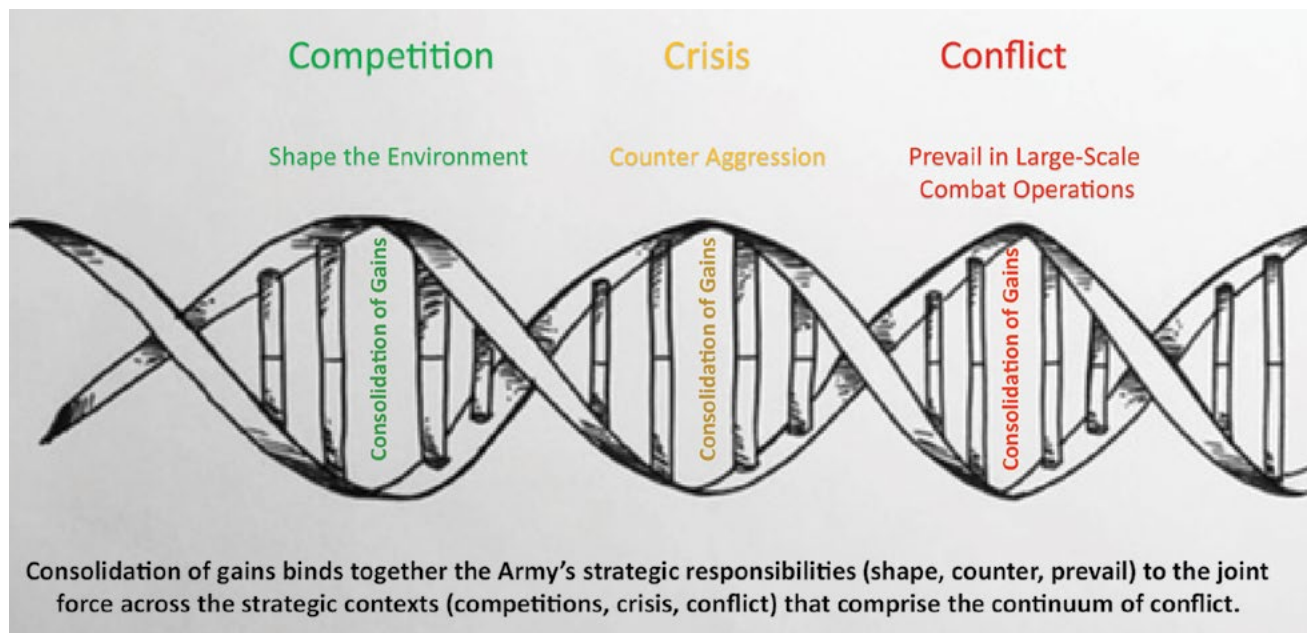 Competition
Crisis
Conflict
Shape the Environment
Counter Aggression
Prevail in Large-Scale
Combat Operations
Consolidation of Gains
Consolidation of Gains
Consolidation of Gains
Consolidation of gains binds together the Army's strategic responsibilities (shape, counter, prevail) to the joint
force across the strategic contexts (competitions, crisis, conflict) that comprise the continuum of conflict.